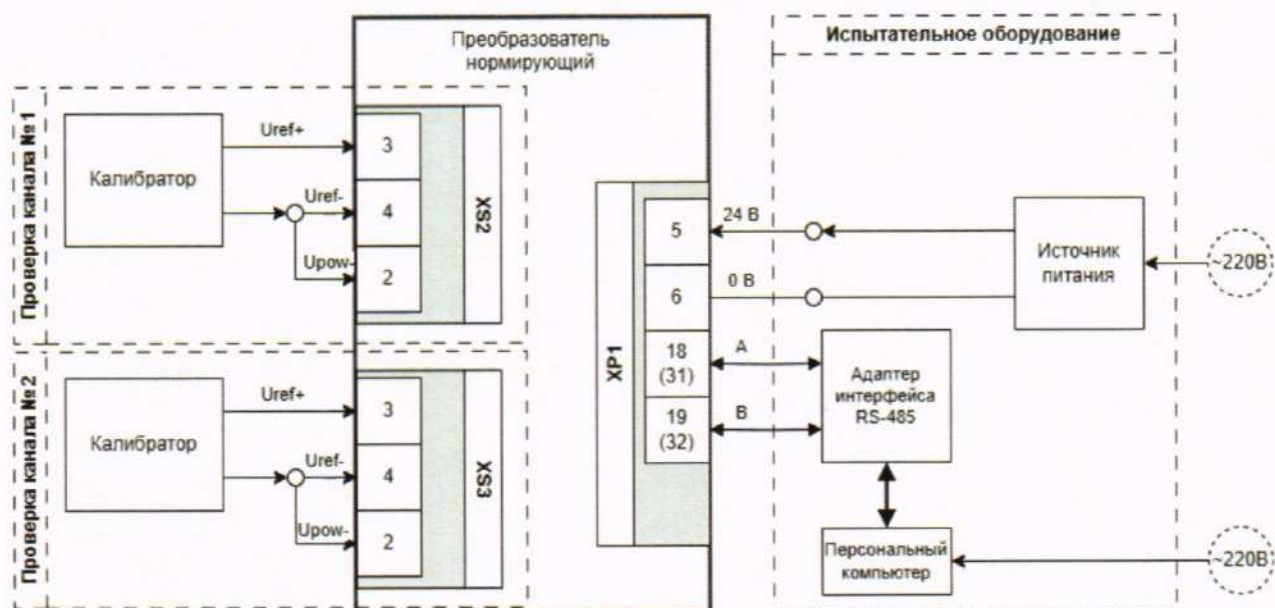 Преобразователь
нормирующий
Испытательное оборудование
Проверка канала №1
Калибратор
Uref+
Uref-
Upow-
3
4
2
XS2
Проверка канала №2
Калибратор
Uref+
Uref-
Upow-
3
4
2
XS3
XP1
5
6
18
(31)
19
(32)
24 В
0 В
A
B
Источник
питания
~220В
Адаптер
интерфейса
RS-485
Персональный
компьютер
~220В